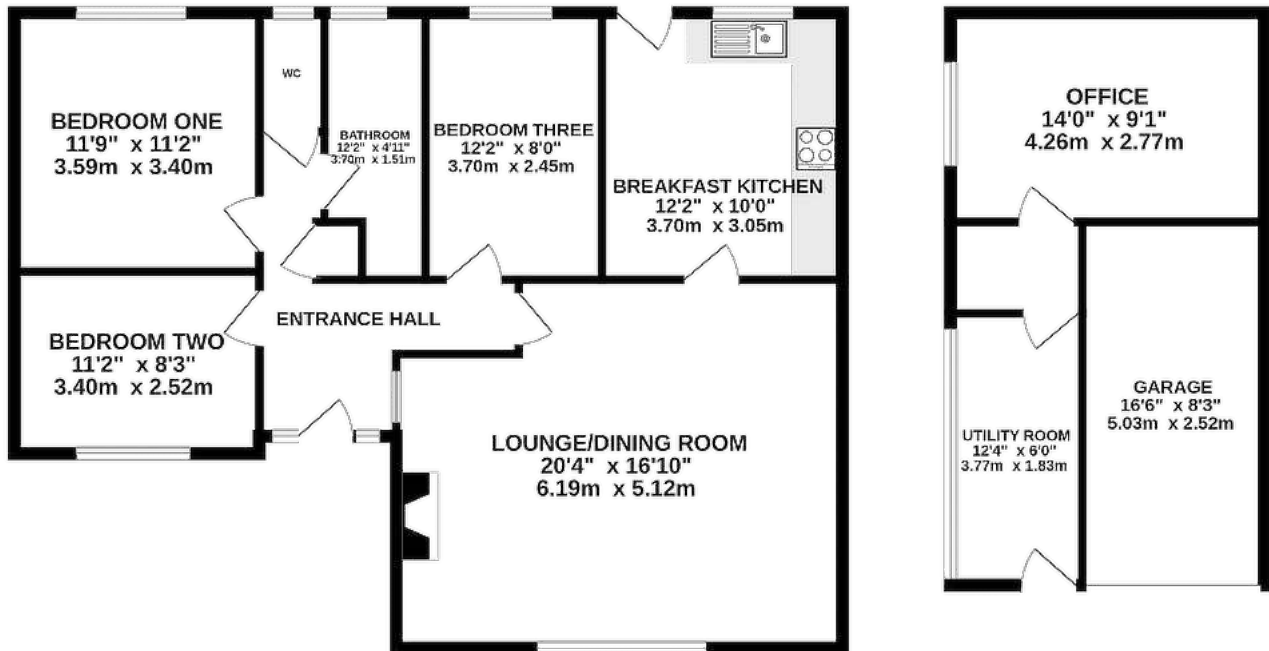 BEDROOM ONE
11'9" x 11'2"
3.59m x 3.40m
WC
BATHROOM
12'2" x 4'11"
3.70m x 1.51m
BEDROOM THREE
12'2" x 8'0"
3.70m x 2.45m
BREAKFAST KITCHEN
12'2" x 10'0"
3.70m x 3.05m
BEDROOM TWO
11'2" x 8'3"
3.40m x 2.52m
ENTRANCE HALL
LOUNGE/DINING ROOM
20'4" x 16'10"
6.19m x 5.12m
OFFICE
14'0" x 9'1"
4.26m x 2.77m
GARAGE
16'6" x 8'3"
5.03m x 2.52m
UTILITY ROOM
12'4" x 6'0"
3.77m x 1.83m